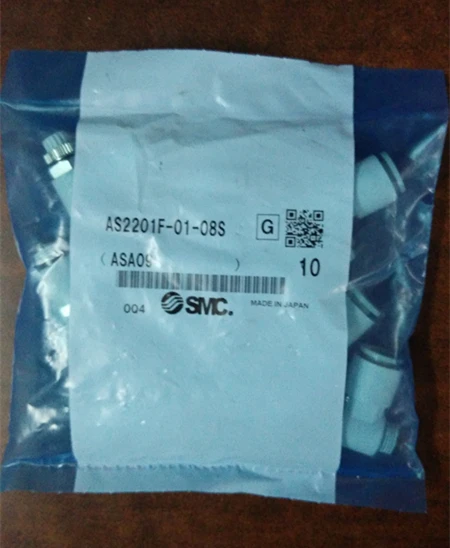 AS2201F-01-08S G
(ASA09 ) 10
004 SMC. MADE IN JAPAN